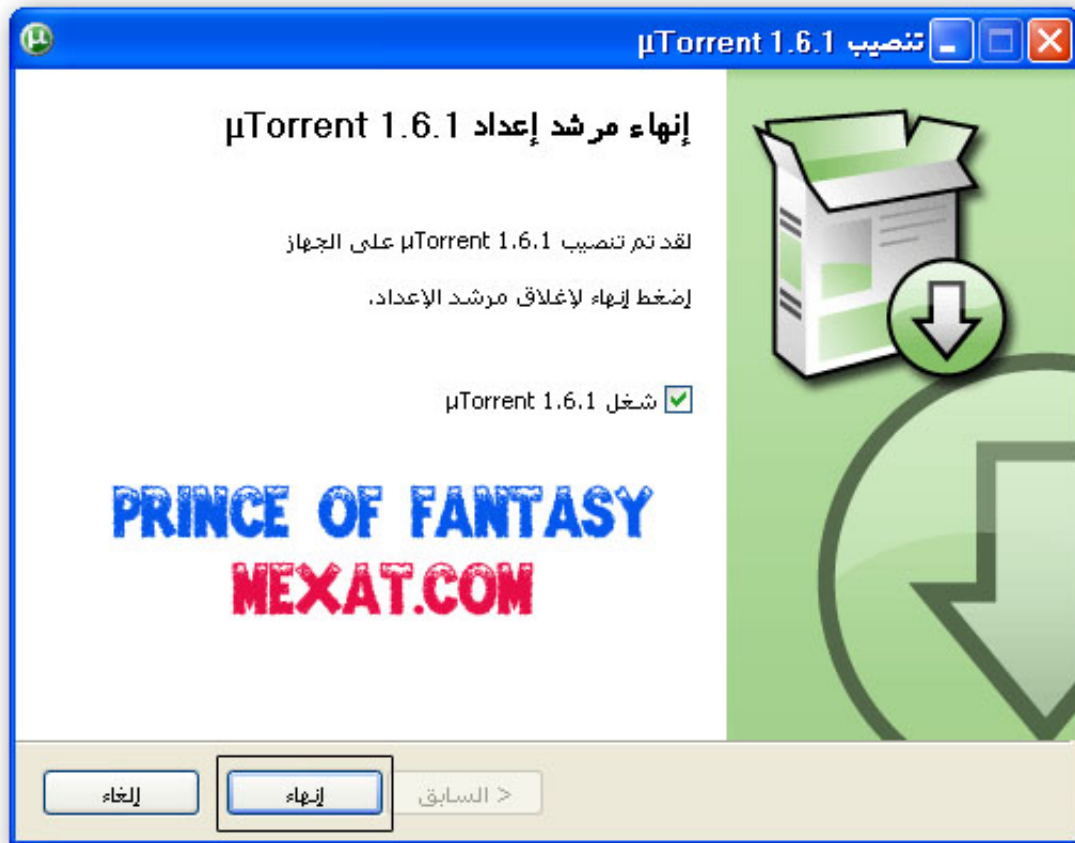 تنصيب µTorrent 1.6.1
إنهاء مرشد إعداد µTorrent 1.6.1
لقد تم تنصيب µTorrent 1.6.1 على الجهاز
إضغط إنهاء لإغلاق مرشد الإعداد.
شغل µTorrent 1.6.1
PRINCE OF FANTASY
MEXAT.COM
< السابق
إنهاء
إلغاء